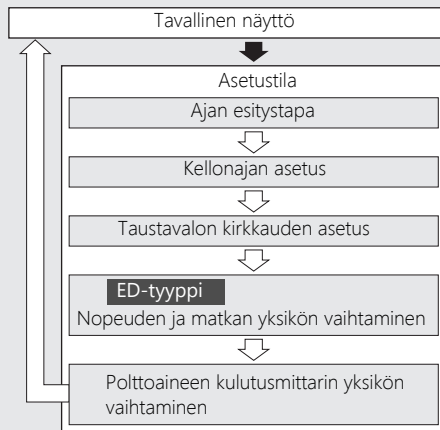 Tavallinen näyttö
Asetustila
Ajan esitystapa
Kellonajan asetus
Taustavalon kirkkauden asetus
ED-tyyppi
Nopeuden ja matkan yksikön vaihtaminen
Polttoaineen kulutusmittarin yksikön
vaihtaminen